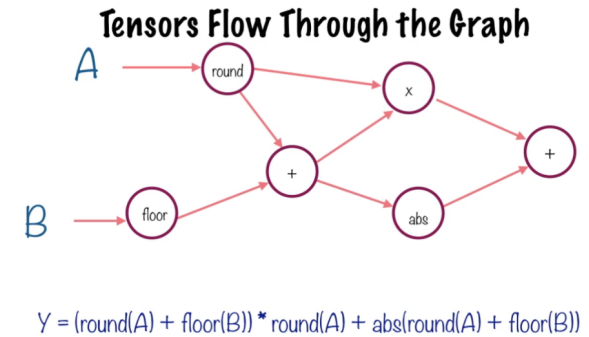 Tensors Flow Through the Graph
A
round
x
+
+
B
floor
abs
Y = (round(A) + floor(B)) * round(A) + abs(round(A) + floor(B))